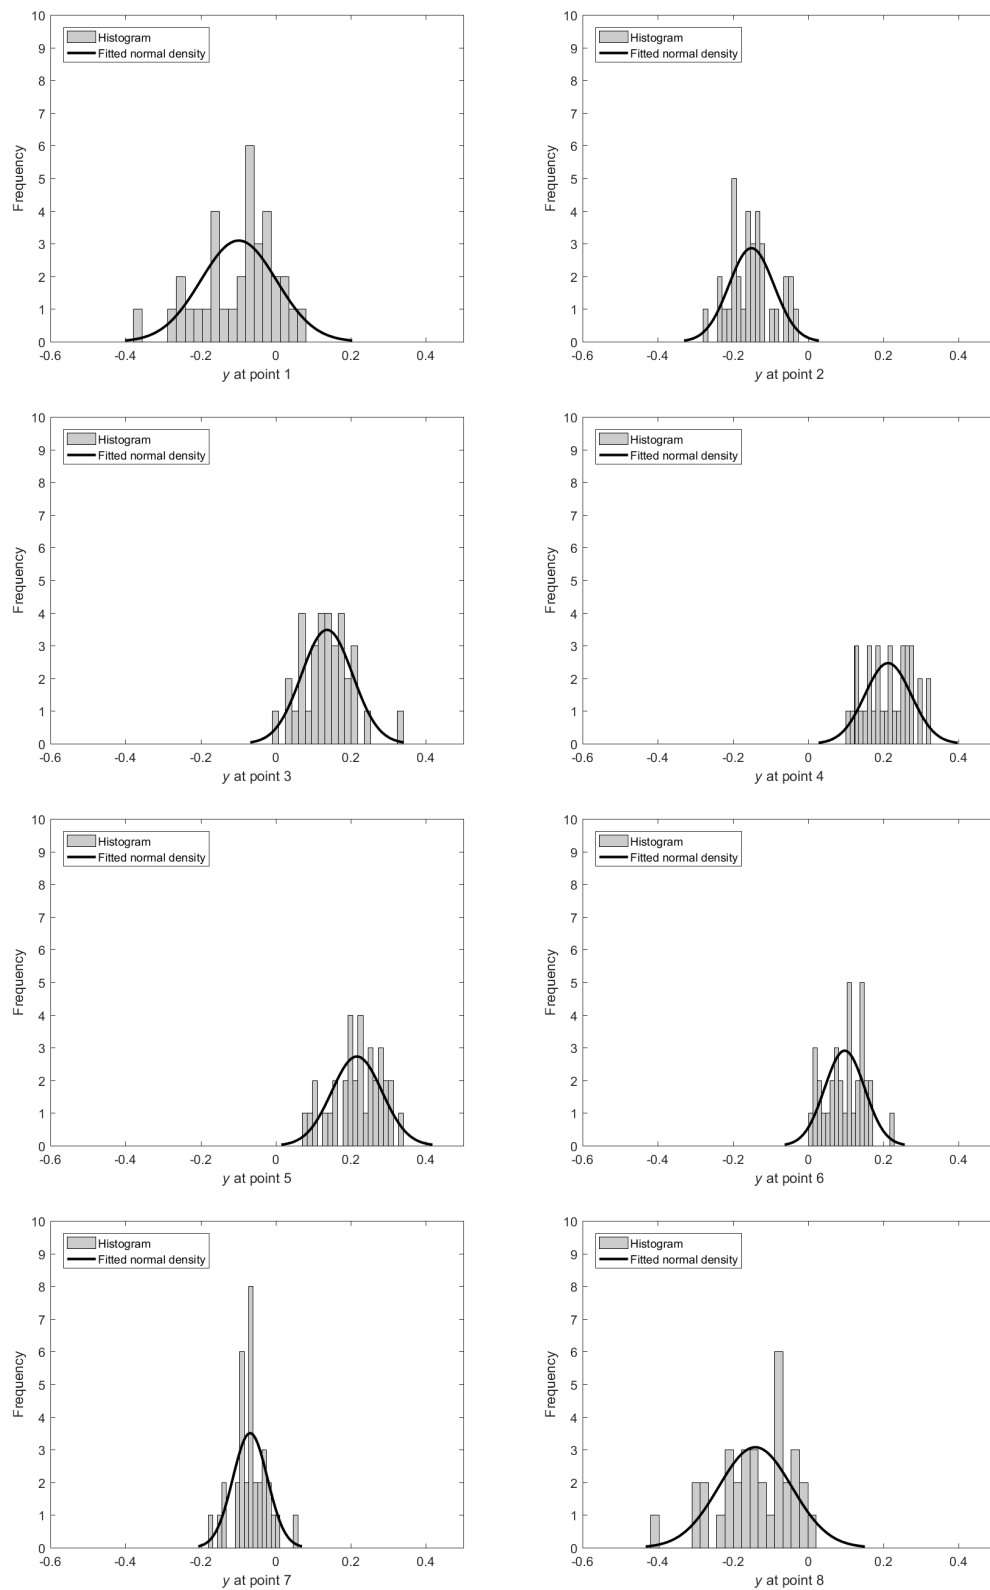 10
9
8
7
6
5
4
3
2
1
0
Frequency
Histogram
Fitted normal density
-0.6 -0.4 -0.2 0 0.2 0.4
y at point 1
10
9
8
7
6
5
4
3
2
1
0
Frequency
Histogram
Fitted normal density
-0.6 -0.4 -0.2 0 0.2 0.4
y at point 2
10
9
8
7
6
5
4
3
2
1
0
Frequency
Histogram
Fitted normal density
-0.6 -0.4 -0.2 0 0.2 0.4
y at point 3
10
9
8
7
6
5
4
3
2
1
0
Frequency
Histogram
Fitted normal density
-0.6 -0.4 -0.2 0 0.2 0.4
y at point 4
10
9
8
7
6
5
4
3
2
1
0
Frequency
Histogram
Fitted normal density
-0.6 -0.4 -0.2 0 0.2 0.4
y at point 5
10
9
8
7
6
5
4
3
2
1
0
Frequency
Histogram
Fitted normal density
-0.6 -0.4 -0.2 0 0.2 0.4
y at point 6
10
9
8
7
6
5
4
3
2
1
0
Frequency
Histogram
Fitted normal density
-0.6 -0.4 -0.2 0 0.2 0.4
y at point 7
10
9
8
7
6
5
4
3
2
1
0
Frequency
Histogram
Fitted normal density
-0.6 -0.4 -0.2 0 0.2 0.4
y at point 8